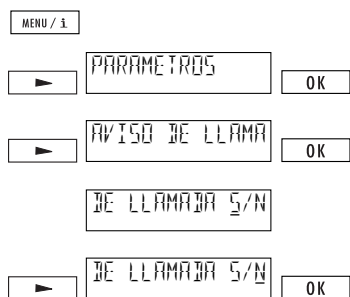 MENU / i
PARAMETROS
OK
AVISO DE LLAMA
OK
DE LLAMADA S/N
DE LLAMADA S/N
OK